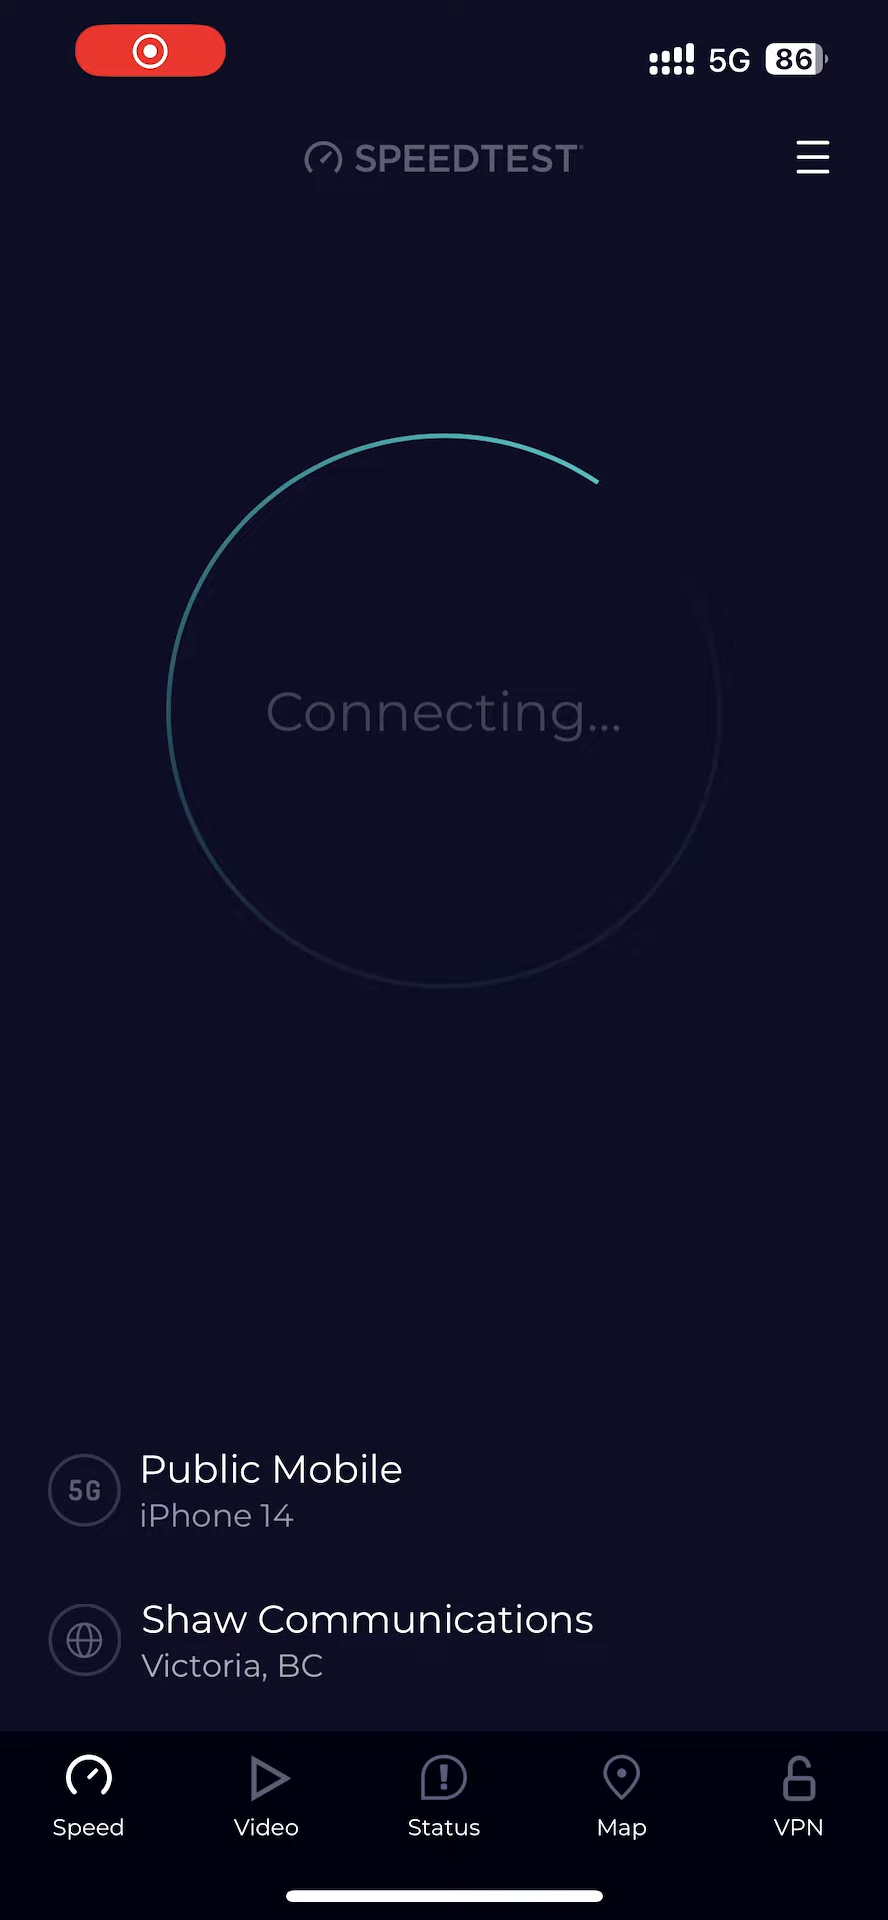 5G 86
SPEEDTEST
Connecting...
5G
Public Mobile
iPhone 14
Shaw Communications
Victoria, BC
Speed Video Status Map VPN